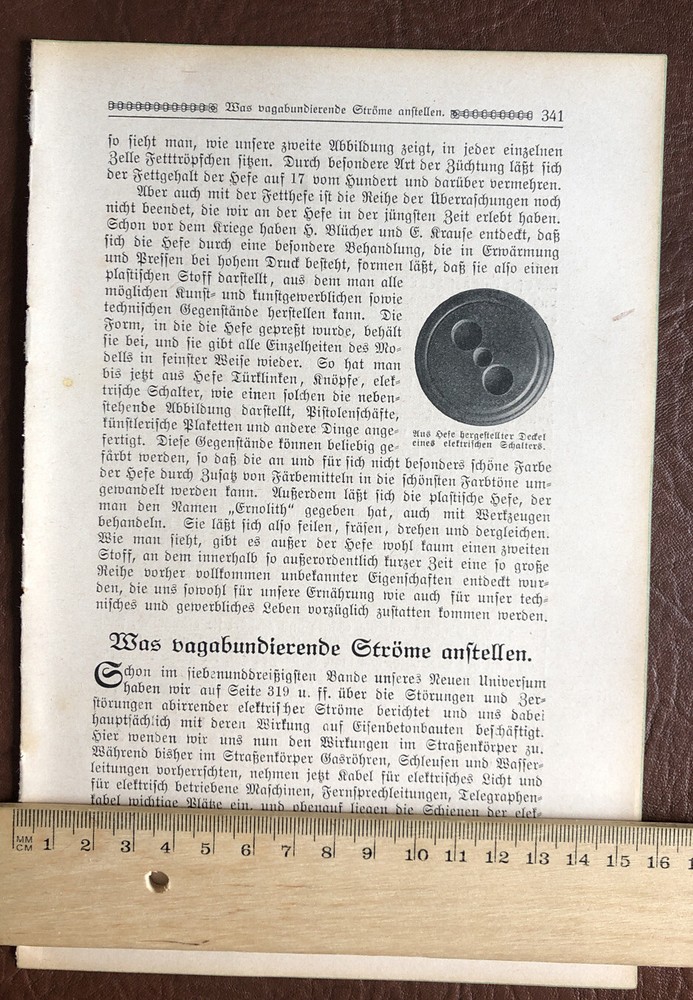 Was vagabundierende Ströme anstellen. 341
so sieht man, wie unsere zweite Abbildung zeigt, in jeder einzelnen
Zelle Fetttröpfchen sitzen. Durch besondere Art der Züchtung läßt sich
der Fettgehalt der Hefe auf 17 vom Hundert und darüber vermehren.
Aber auch mit der Fetthefe ist die Reihe der Überraschungen noch
nicht beendet, die wir an der Hefe in der jüngsten Zeit erlebt haben.
Schon vor dem Kriege haben H. Blücher und E. Krause entdeckt, daß
sich die Hefe durch eine besondere Behandlung, die in Erwärmung
und Pressen bei hohem Druck besteht, formen läßt, daß sie also einen
plastischen Stoff darstellt, aus dem man alle
möglichen Kunst- und kunstgewerblichen sowie
technischen Gegenstände herstellen kann. Die
Form, in die die Hefe gepreßt wurde, behält
sie bei, und sie gibt alle Einzelheiten des Mo-
dells in feinster Weise wieder. So hat man
bis jetzt aus Hefe Türklinken, Knöpfe, elek-
trische Schalter, wie einen solchen die neben-
stehende Abbildung darstellt, Pistolenschäfte,
künstlerische Plaketten und andere Dinge ange-
fertigt. Diese Gegenstände können beliebig ge-
Aus Hefe hergestellter Deckel
eines elektrischen Schalters.
färbt werden, so daß die an und für sich nicht besonders schöne Farbe
der Hefe durch Zusatz von Färbemitteln in die schönsten Farbtöne um-
gewandelt werden kann. Außerdem läßt sich die plastische Hefe, der
man den Namen „Ernolith“ gegeben hat, auch mit Werkzeugen
behandeln. Sie läßt sich also feilen, fräsen, drehen und dergleichen.
Wie man sieht, gibt es außer der Hefe wohl kaum einen zweiten
Stoff, an dem innerhalb so außerordentlich kurzer Zeit eine so große
Reihe vorher vollkommen unbekannter Eigenschaften entdeckt wur-
den, die uns sowohl für unsere Ernährung wie auch für unser tech-
nisches und gewerbliches Leben vorzüglich zustatten kommen werden.
Was vagabundierende Ströme anstellen.
Schon im siebenunddreißigsten Bande unseres Neuen Universum
haben wir auf Seite 319 u. ff. über die Störungen und Zer-
störungen abirrender elektrischer Ströme berichtet und uns dabei
hauptsächlich mit deren Wirkung auf Eisenbetonbauten beschäftigt.
Hier wenden wir uns nun den Wirkungen im Straßenkörper zu.
Während bisher im Straßenkörper Gasröhren, Schleusen und Wasser-
leitungen vorherrschten, nehmen jetzt Kabel für elektrisches Licht und
für elektrisch betriebene Maschinen, Fernsprechleitungen, Telegraphen-
kabel wichtige Plätze ein, und obenauf liegen die Schienen der elek-
MM
CM 1 2 3 4 5 6 7 8 9 10 11 12 13 14 15 16